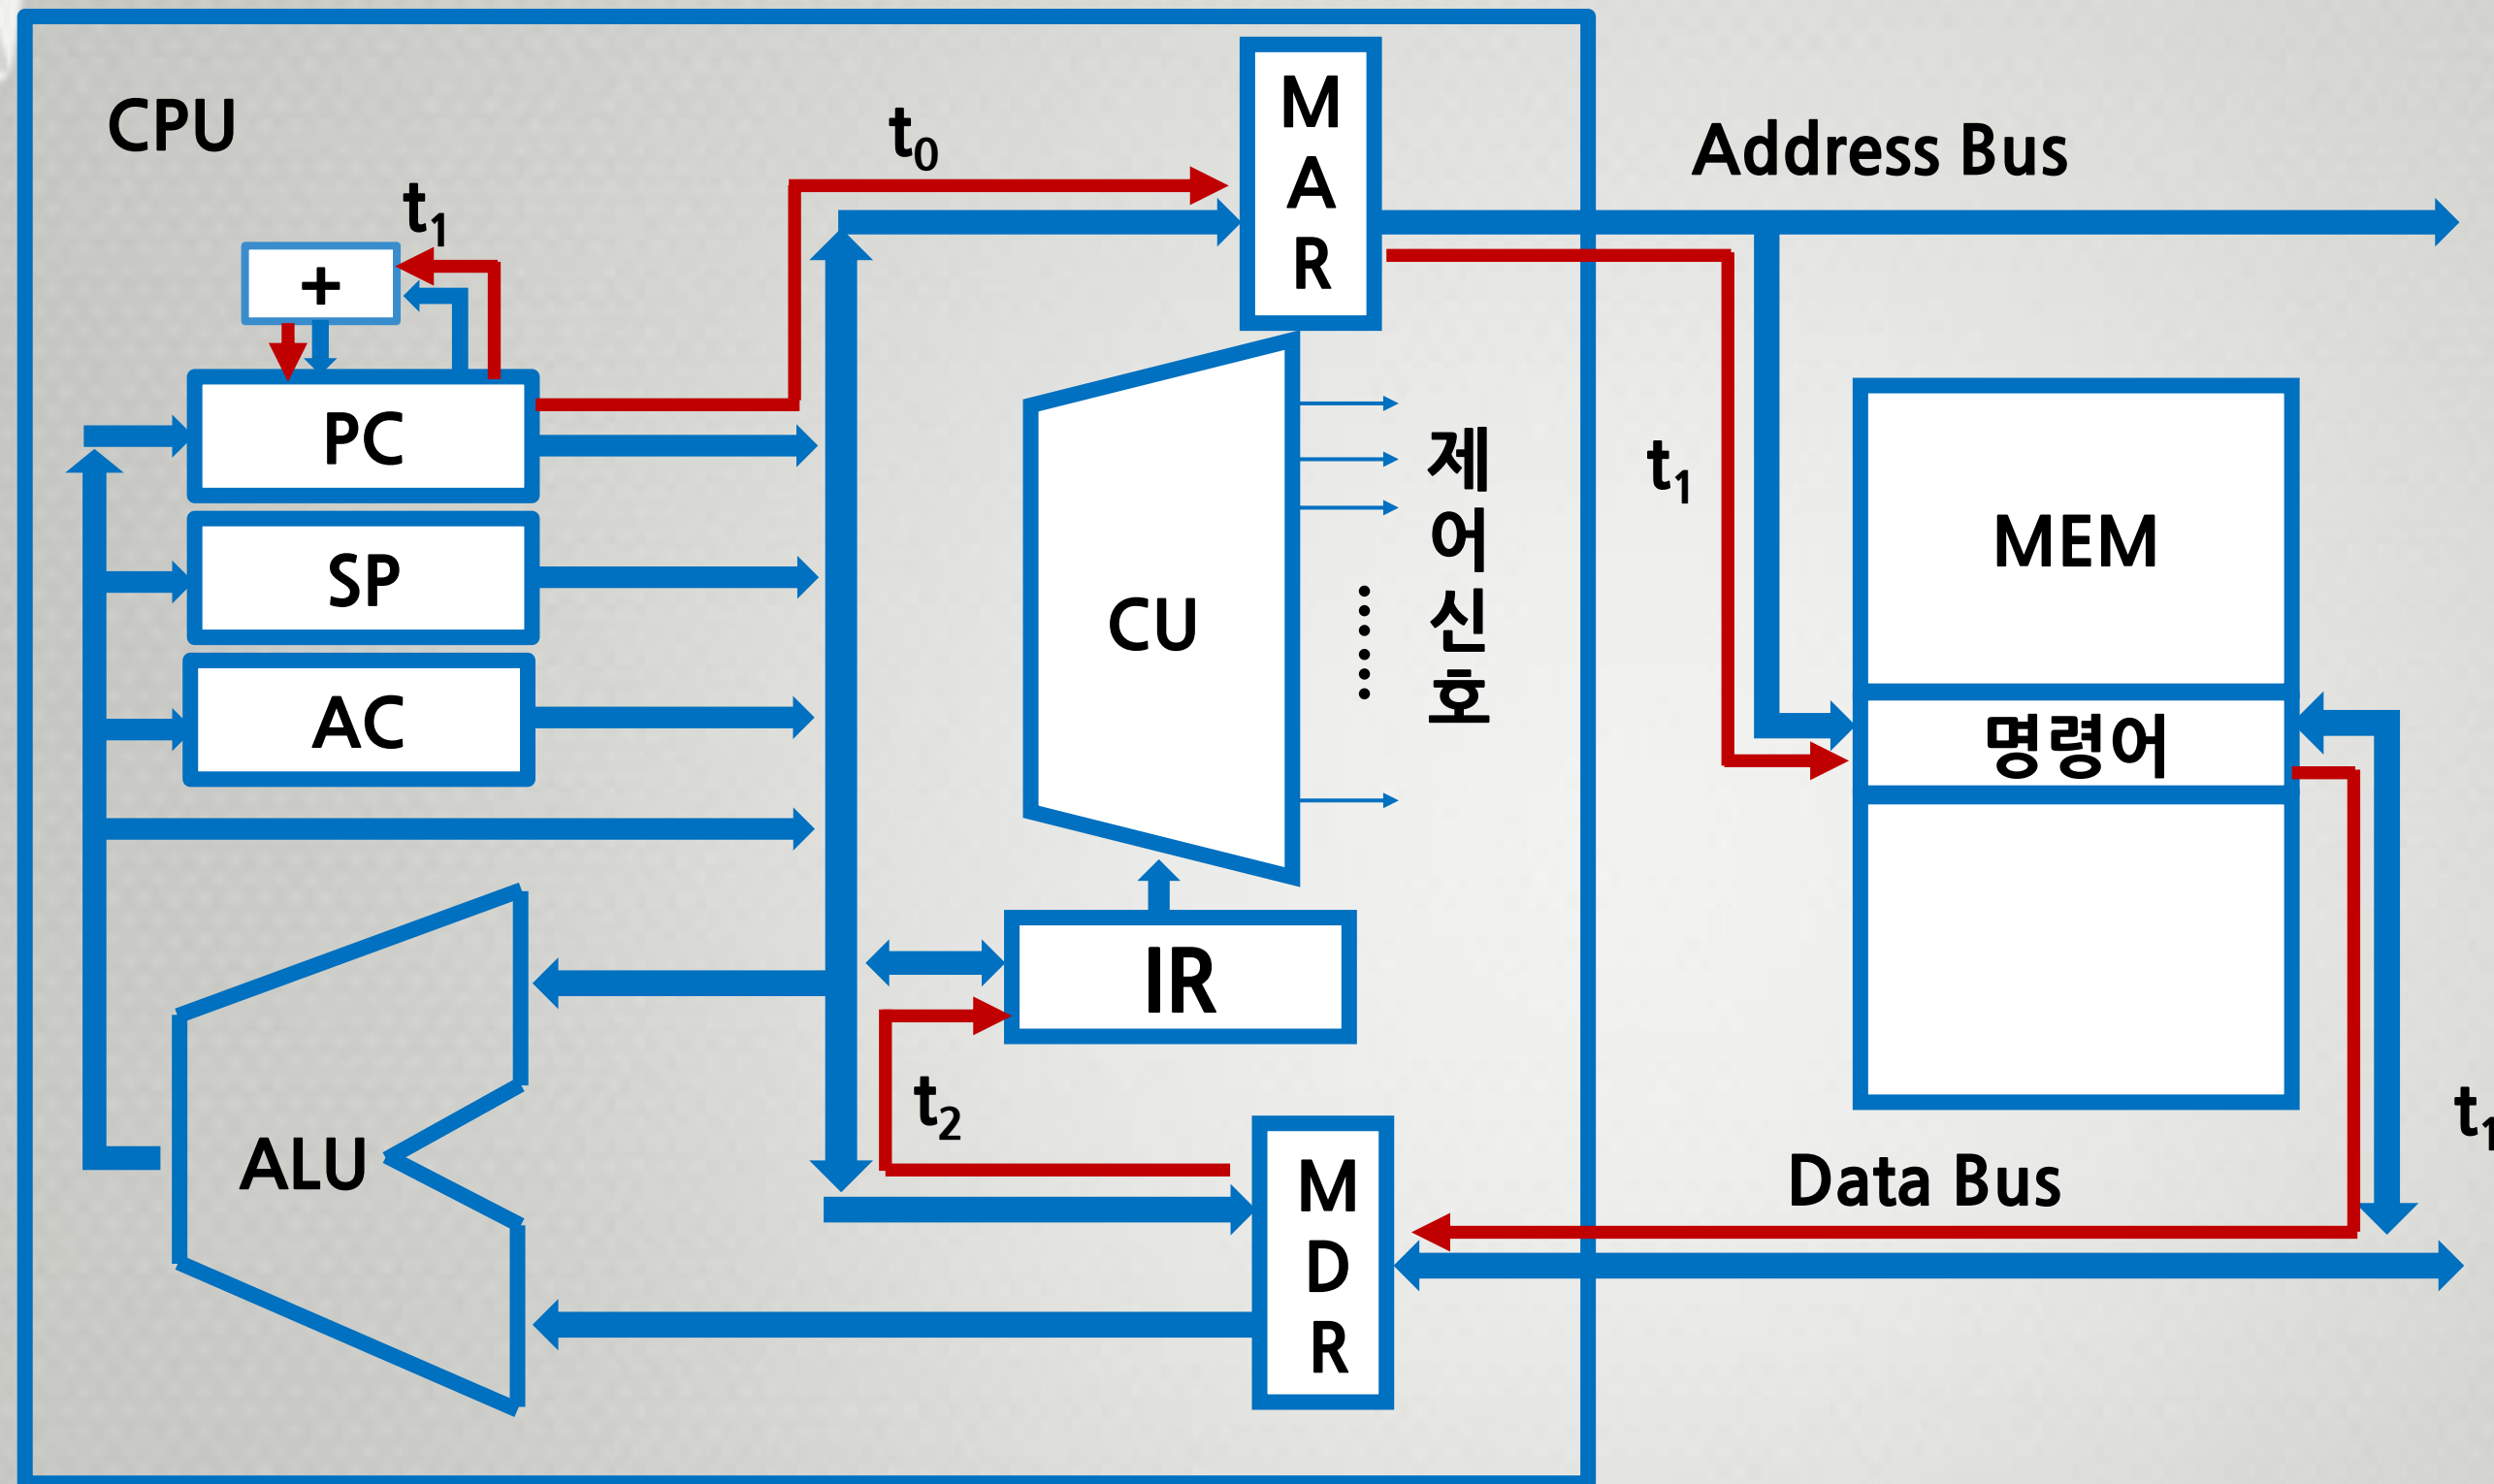 CPU
t0
t1
+
PC
SP
AC
ALU
M
A
R
CU
제
어
신
호
IR
t2
M
D
R
Address Bus
t1
MEM
명령어
Data Bus
t1